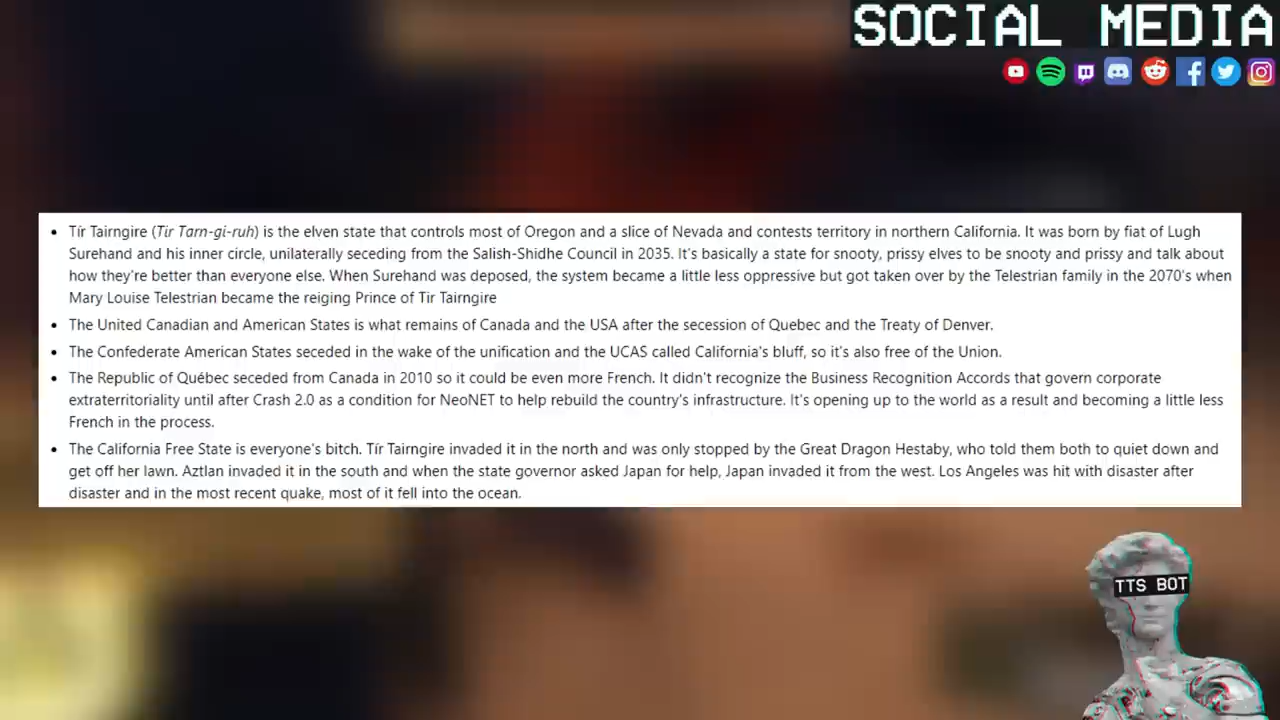 SOCIAL MEDIA
Tír Tairngire (Tir Tarn-gi-ruh) is the elven state that controls most of Oregon and a slice of Nevada and contests territory in northern California. It was born by fiat of Lugh
Surehand and his inner circle, unilaterally seceding from the Salish-Shidhe Council in 2035. It's basically a state for snooty, prissy elves to be snooty and prissy and talk about
how they're better than everyone else. When Surehand was deposed, the system became a little less oppressive but got taken over by the Telestrian family in the 2070's when
Mary Louise Telestrian became the reiging Prince of Tir Tairngire
The United Canadian and American States is what remains of Canada and the USA after the secession of Quebec and the Treaty of Denver.
The Confederate American States seceded in the wake of the unification and the UCAS called California's bluff, so it's also free of the Union.
The Republic of Québec seceded from Canada in 2010 so it could be even more French. It didn't recognize the Business Recognition Accords that govern corporate
extraterritoriality until after Crash 2.0 as a condition for NeoNET to help rebuild the country's infrastructure. It's opening up to the world as a result and becoming a little less
French in the process.
The California Free State is everyone's bitch. Tír Tairngire invaded it in the north and was only stopped by the Great Dragon Hestaby, who told them both to quiet down and
get off her lawn. Aztlan invaded it in the south and when the state governor asked Japan for help, Japan invaded it from the west. Los Angeles was hit with disaster after
disaster and in the most recent quake, most of it fell into the ocean.
TTS BOT